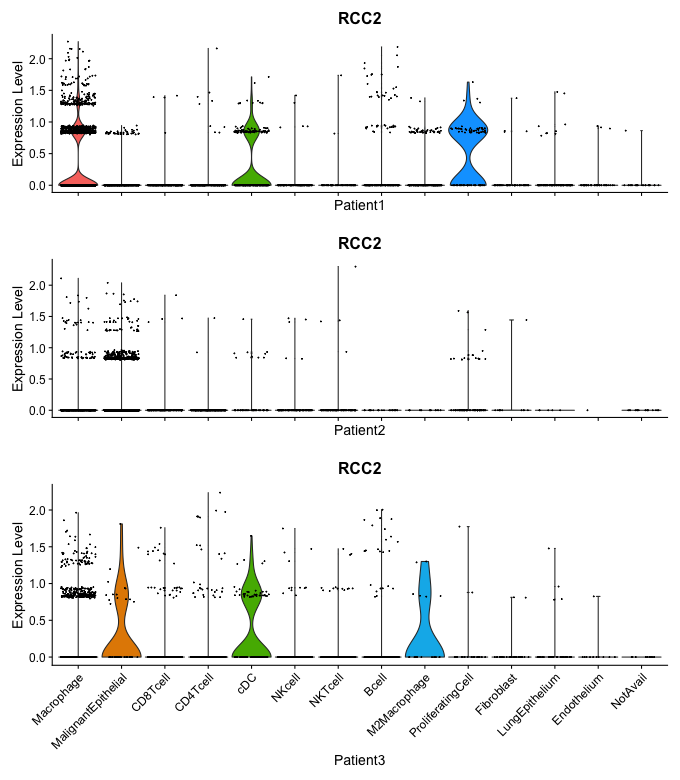 RCC2
Expression Level
2.0
1.5
1.0
0.5
0.0
Patient1
RCC2
Expression Level
2.0
1.5
1.0
0.5
0.0
Patient2
RCC2
Expression Level
2.0
1.5
1.0
0.5
0.0
Macrophage
MalignantEpithelial
CD8Tcell
CD4Tcell
cDC
NKcell
NKTcell
Bcell
M2Macrophage
ProliferatingCell
Fibroblast
LungEpithelium
Endothelium
NotAvail
Patient3